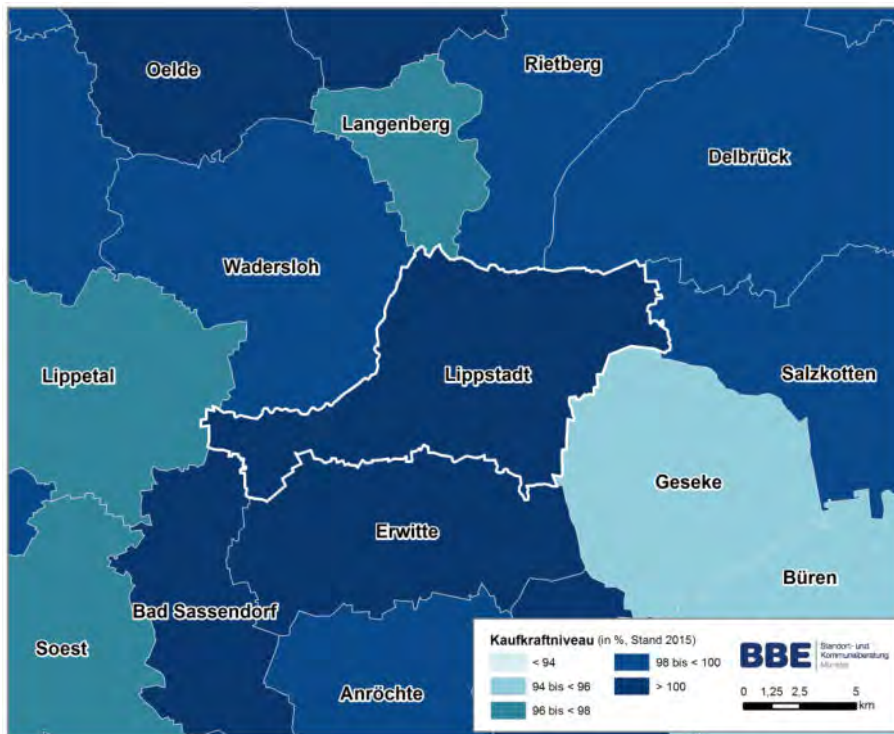 Oelde
Rietberg
Langenberg
Delbrück
Wadersloh
Lippetal
Lippstadt
Salzkotten
Geseke
Erwitte
Büren
Bad Sassendorf
Soest
Anröchte
Kaufkraftniveau (in %, Stand 2015)
< 94
94 bis < 96
96 bis < 98
98 bis < 100
> 100
BBE
Standort- und
Kommunalberatung
Münster
0 1,25 2,5 5
km